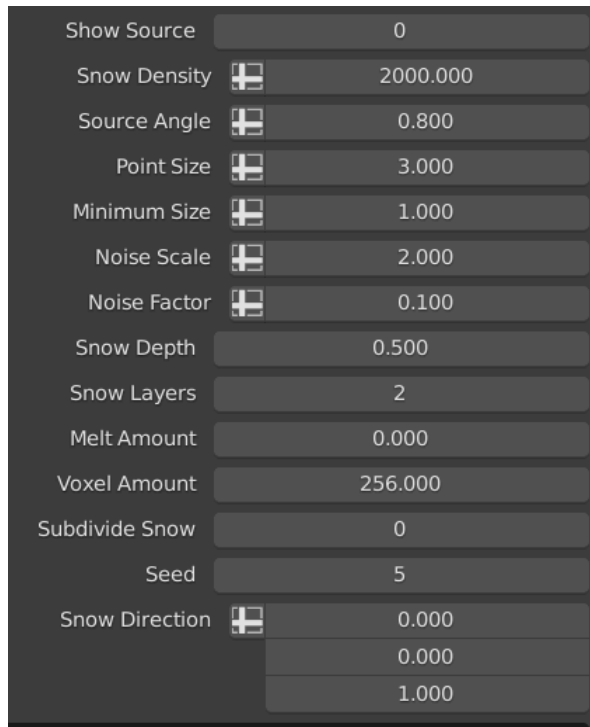 Show Source 0
Snow Density 2000.000
Source Angle 0.800
Point Size 3.000
Minimum Size 1.000
Noise Scale 2.000
Noise Factor 0.100
Snow Depth 0.500
Snow Layers 2
Melt Amount 0.000
Voxel Amount 256.000
Subdivide Snow 0
Seed 5
Snow Direction 0.000
0.000
1.000